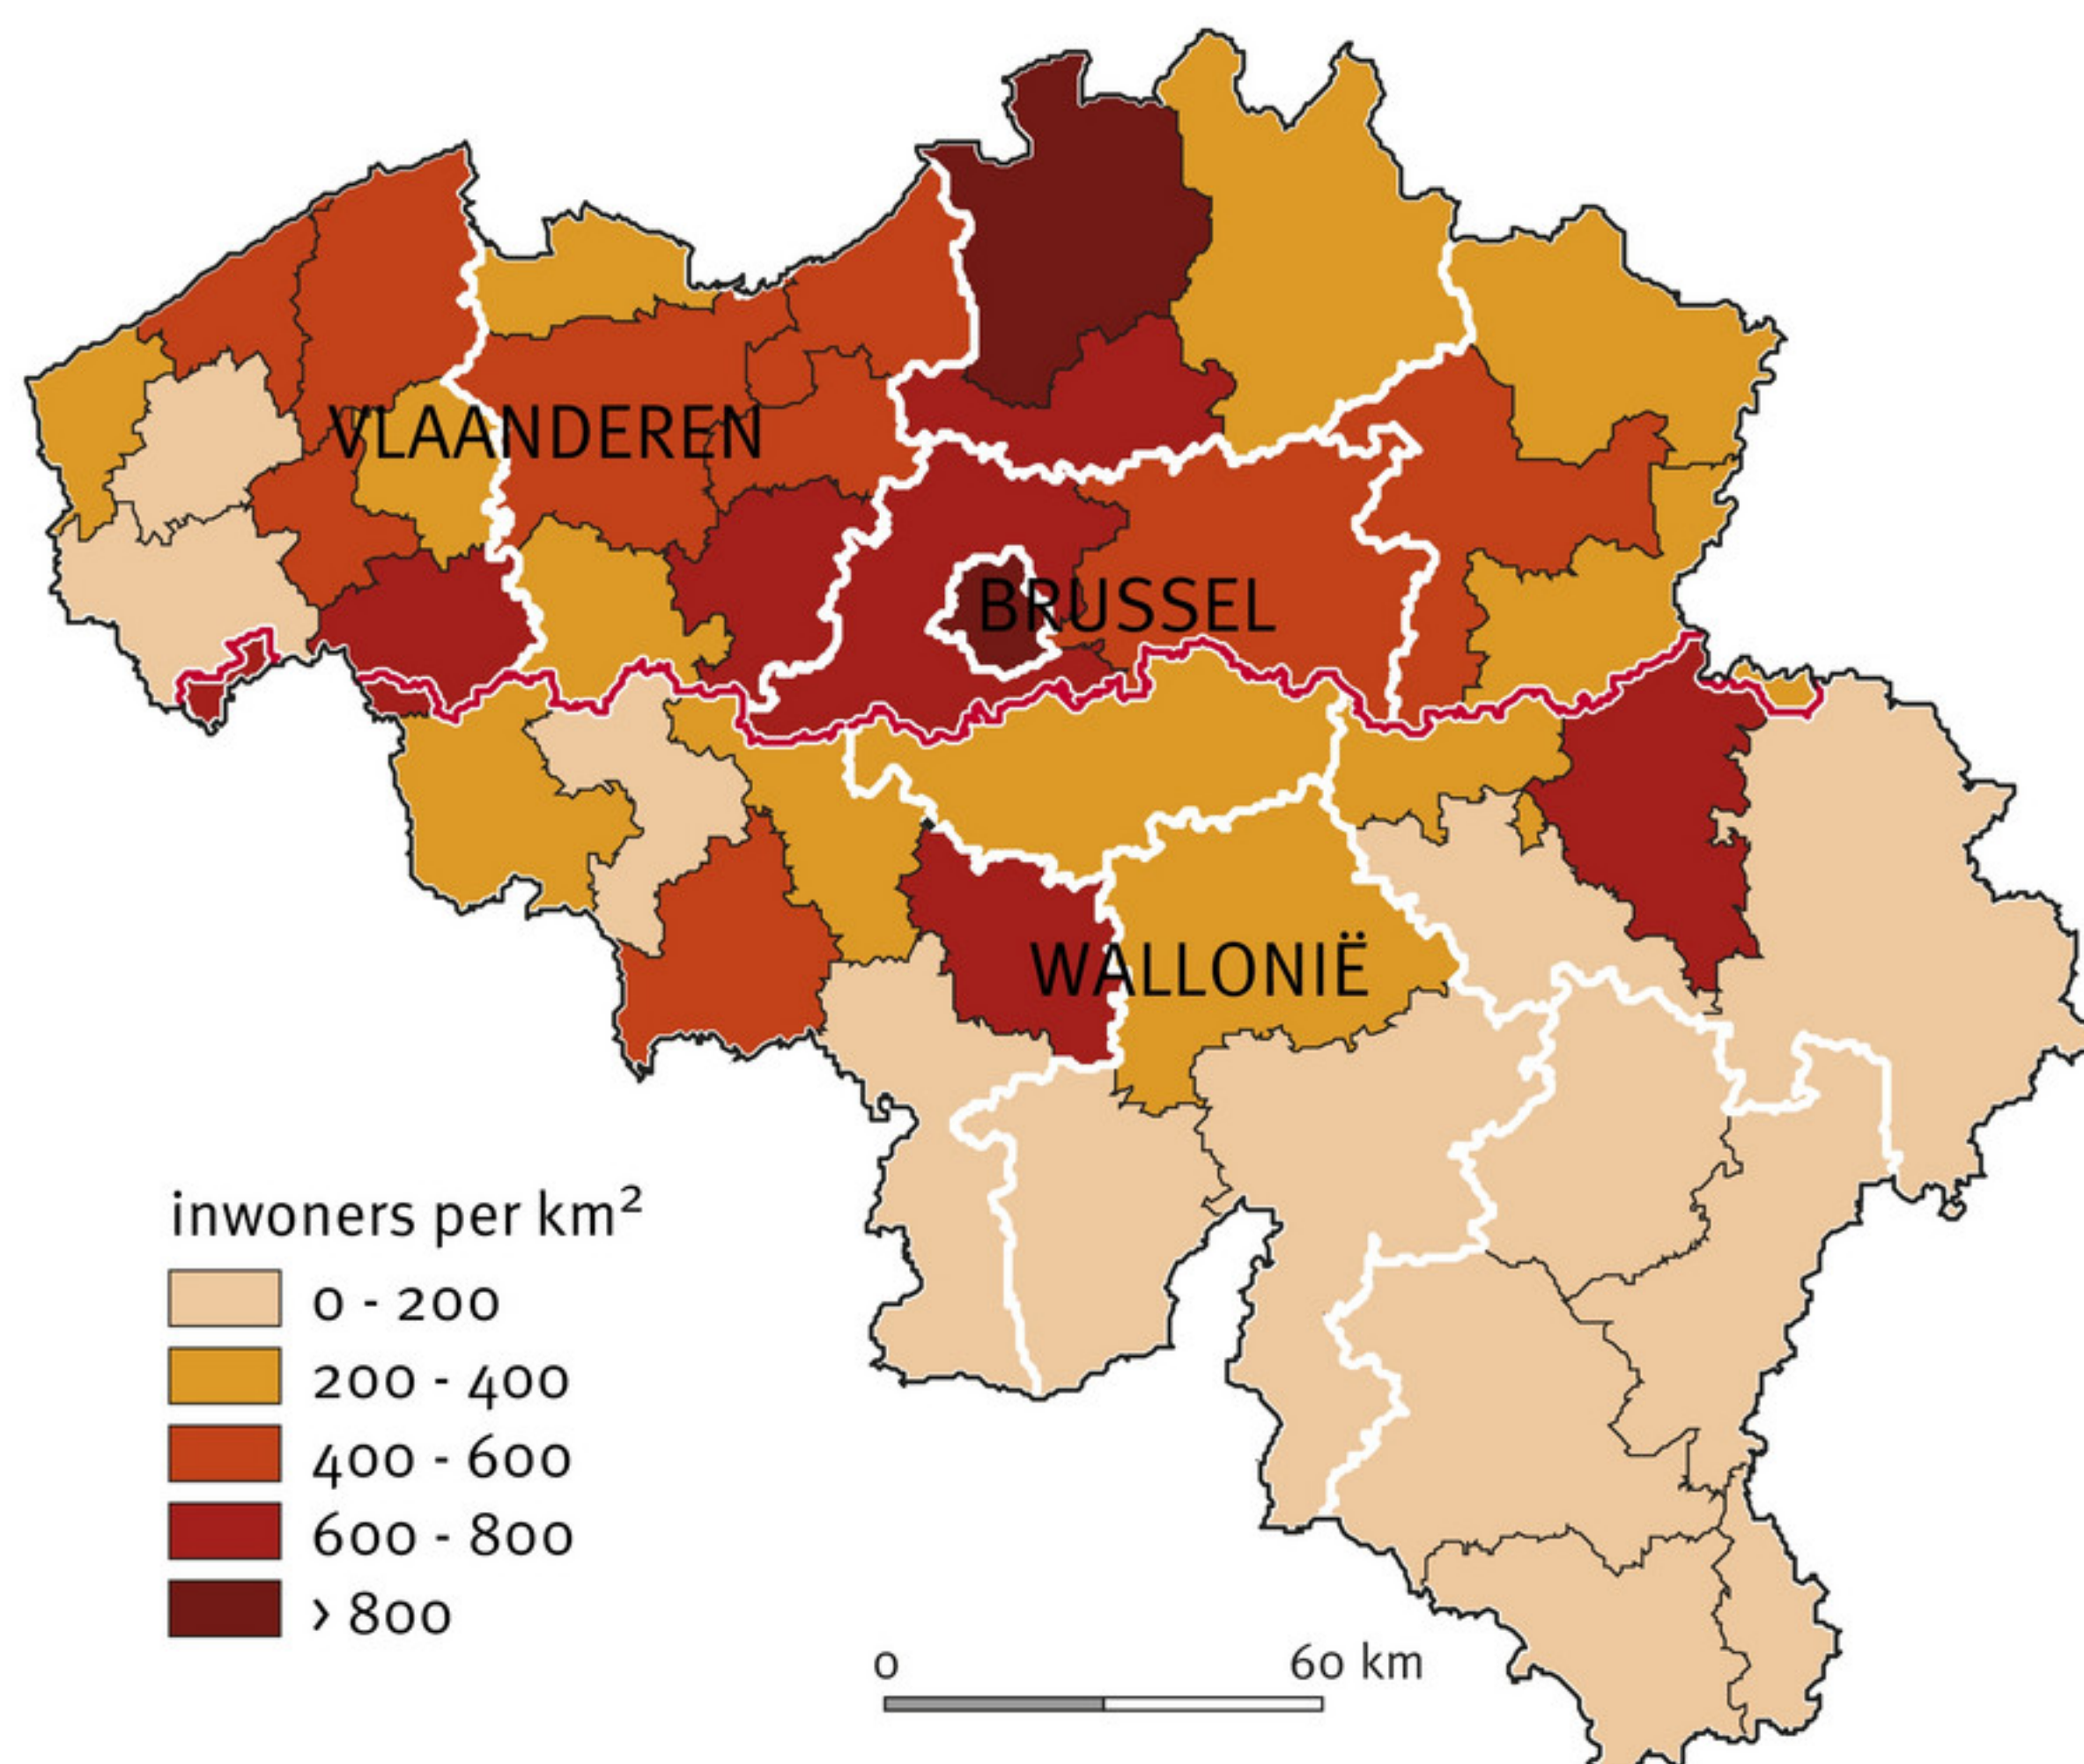 VLAANDEREN
BRUSSEL
WALLONIË
inwoners per km²
0 - 200
200 - 400
400 - 600
600 - 800
> 800
0 60 km